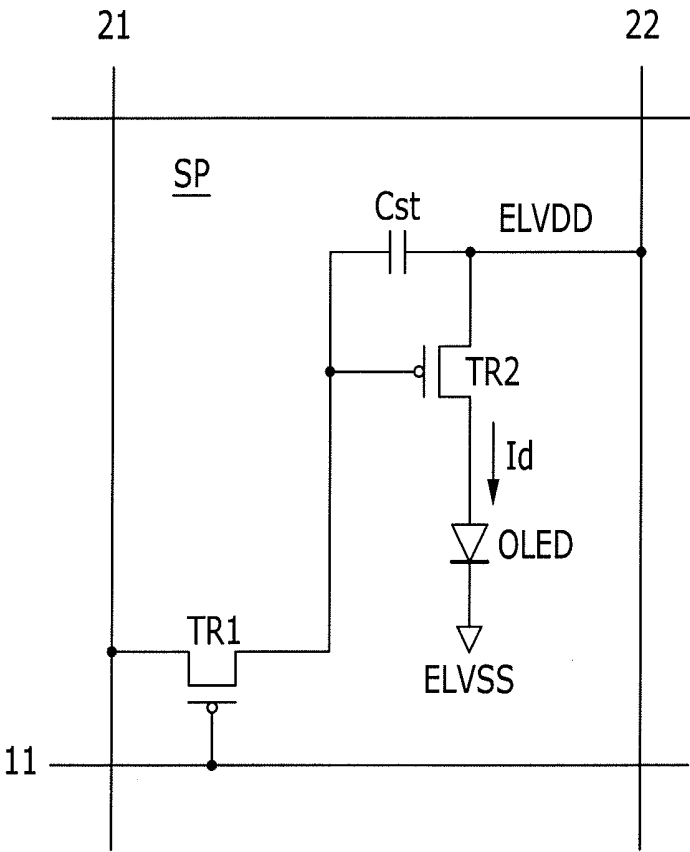 21
22
SP
Cst
ELVDD
TR2
Id
OLED
TR1
ELVSS
11